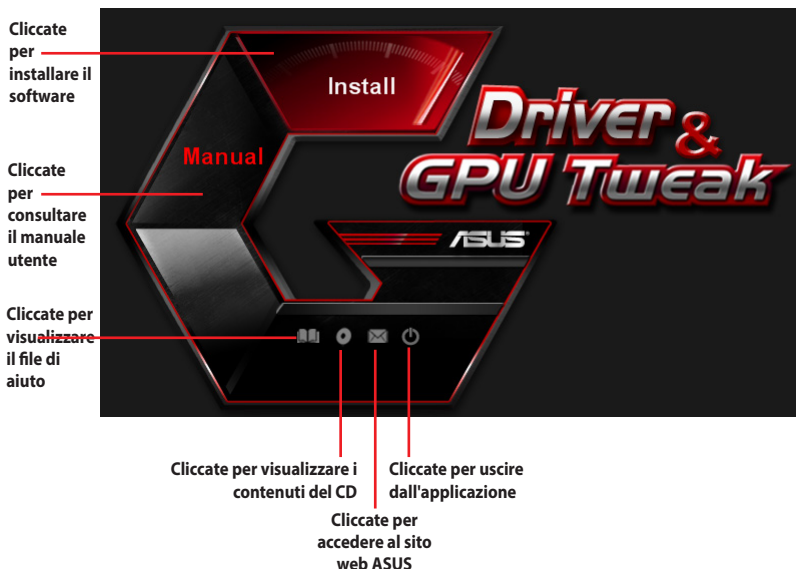 Cliccate
per
installare il
software
Install
Driver &
GPU Tweak
Manual
Cliccate
per
consultare
il manuale
utente
ASUS
Cliccate per
visualizzare
il file di
aiuto
Cliccate per visualizzare i
contenuti del CD
Cliccate per uscire
dall'applicazione
Cliccate per
accedere al sito
web ASUS